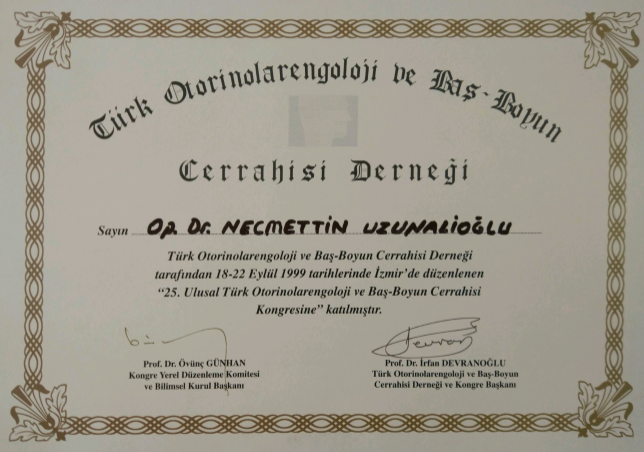 Türk Otorinolarengoloji ve Baş-Boyun
Cerrahisi Derneği
Sayın Op. Dr. NECMETTİN UZUNALİOĞLU
Türk Otorinolarengoloji ve Baş-Boyun Cerrahisi Derneği
tarafından 18-22 Eylül 1999 tarihlerinde İzmir'de düzenlenen
“25. Ulusal Türk Otorinolarengoloji ve Baş-Boyun Cerrahisi
Kongresine” katılmıştır.
Prof. Dr. Övünç GÜNHAN
Kongre Yerel Düzenleme Komitesi
ve Bilimsel Kurul Başkanı
Prof. Dr. İrfan DEVRANOĞLU
Türk Otorinolarengoloji ve Baş-Boyun
Cerrahisi Derneği ve Kongre Başkanı